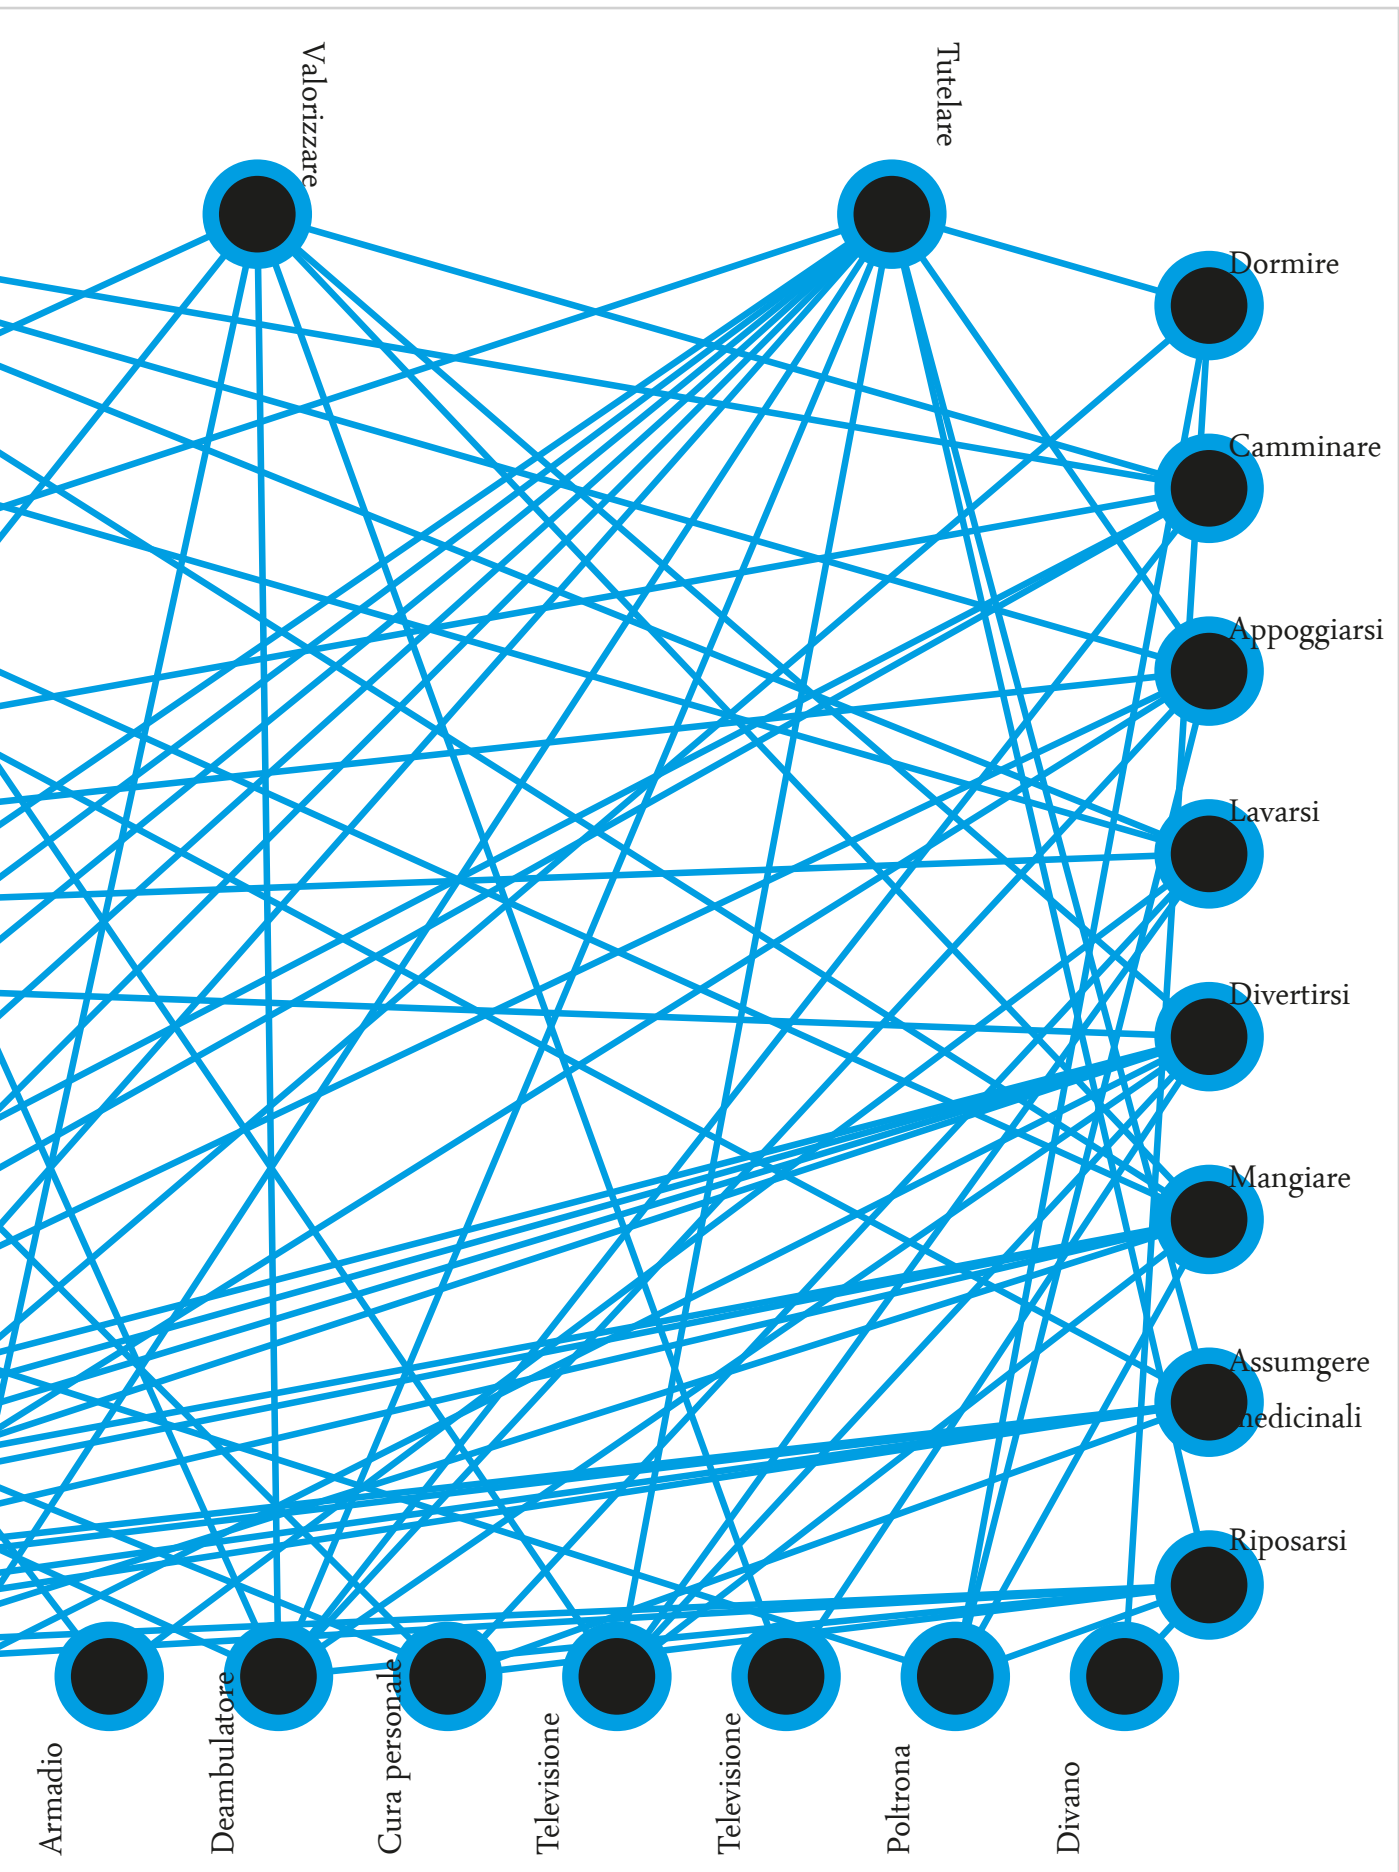 Valorizzare
Tutelare
Dormire
Camminare
Appoggiarsi
Lavarsi
Divertirsi
Mangiare
Assumgere
medicinali
Riposarsi
Armadio
Deambulatore
Cura personale
Televisione
Televisione
Poltrona
Divano